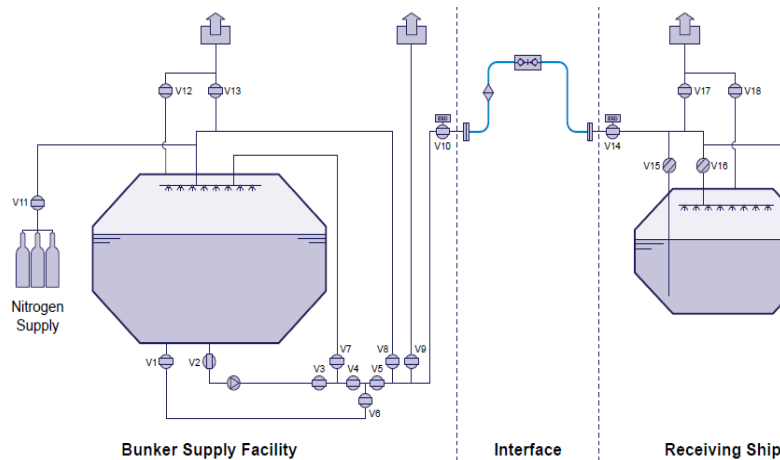 V12
V13
V17
V18
ESD
V10
ESD
V14
V15
V16
V11
Nitrogen
Supply
V1
V2
V7
V8
V9
V3
V4
V5
V6
Bunker Supply Facility
Interface
Receiving Ship